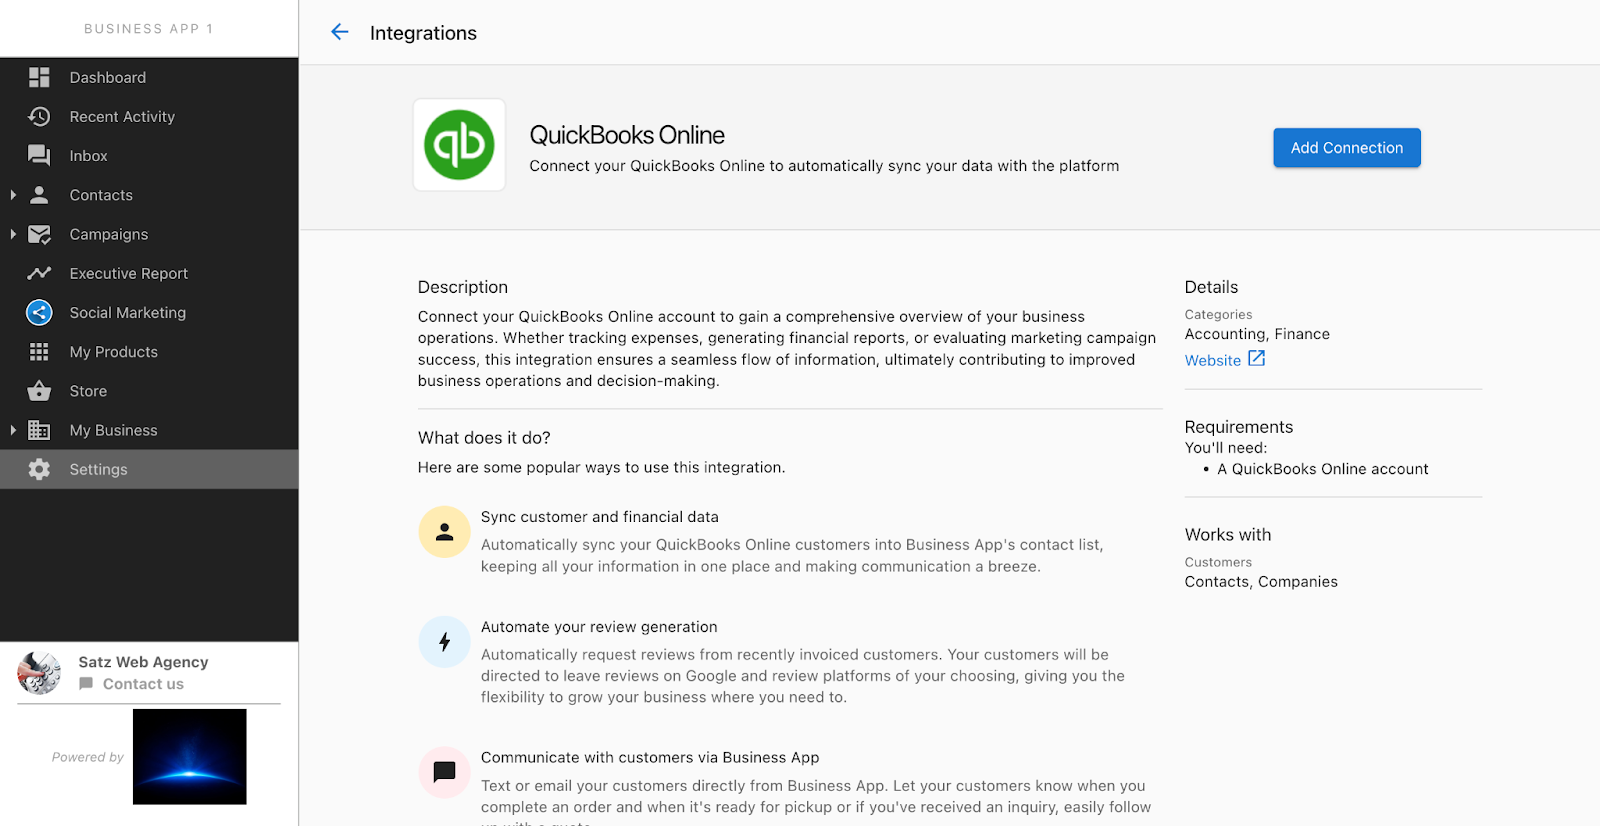 BUSINESS APP 1
Dashboard
Recent Activity
Inbox
Contacts
Campaigns
Executive Report
Social Marketing
My Products
Store
My Business
Settings
Satz Web Agency
Contact us
Powered by
Integrations
qb
QuickBooks Online
Connect your QuickBooks Online to automatically sync your data with the platform
Add Connection
Description
Connect your QuickBooks Online account to gain a comprehensive overview of your business
operations. Whether tracking expenses, generating financial reports, or evaluating marketing campaign
success, this integration ensures a seamless flow of information, ultimately contributing to improved
business operations and decision-making.
What does it do?
Here are some popular ways to use this integration.
Sync customer and financial data
Automatically sync your QuickBooks Online customers into Business App's contact list,
keeping all your information in one place and making communication a breeze.
Automate your review generation
Automatically request reviews from recently invoiced customers. Your customers will be
directed to leave reviews on Google and review platforms of your choosing, giving you the
flexibility to grow your business where you need to.
Communicate with customers via Business App
Text or email your customers directly from Business App. Let your customers know when you
complete an order and when it's ready for pickup or if you've received an inquiry, easily follow
Details
Categories
Accounting, Finance
Website
Requirements
You'll need:
• A QuickBooks Online account
Works with
Customers
Contacts, Companies